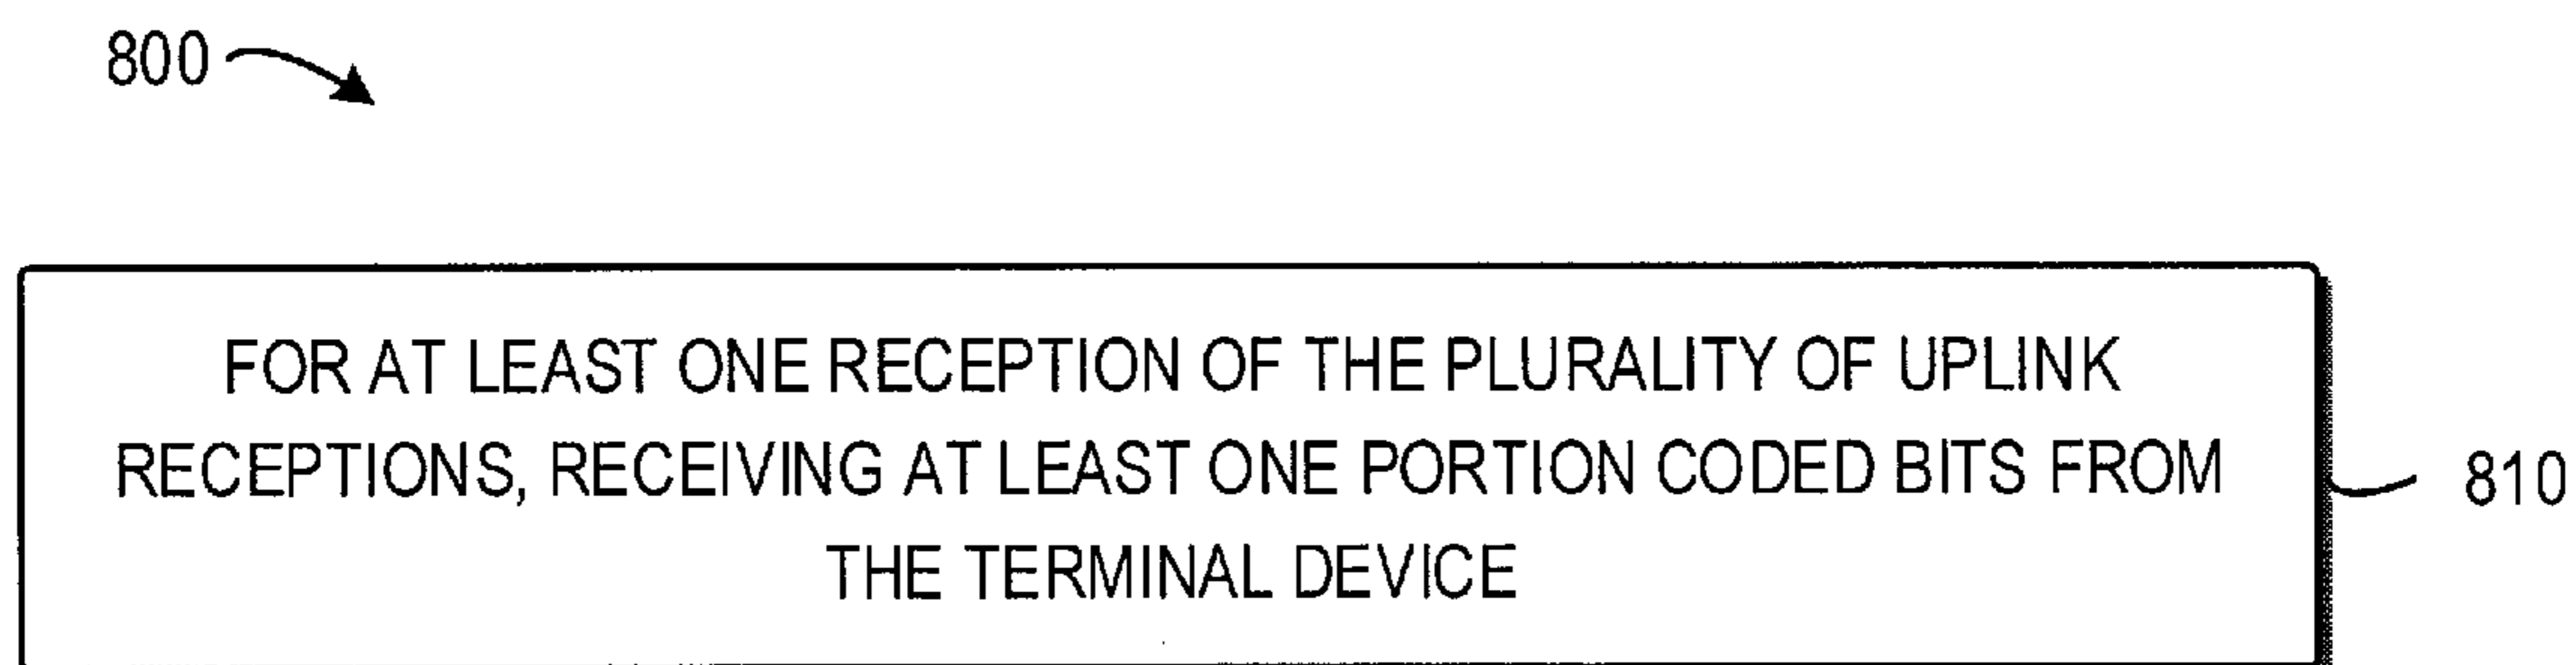 800
FOR AT LEAST ONE RECEPTION OF THE PLURALITY OF UPLINK
RECEPTIONS, RECEIVING AT LEAST ONE PORTION CODED BITS FROM
THE TERMINAL DEVICE
810